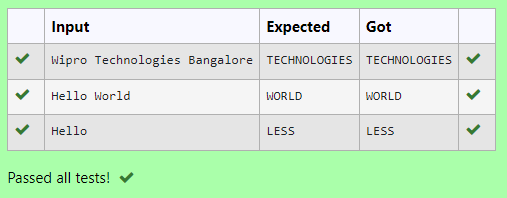 Input Expected Got
Wipro Technologies Bangalore TECHNOLOGIES TECHNOLOGIES
Hello World WORLD WORLD
Hello LESS LESS
Passed all tests!